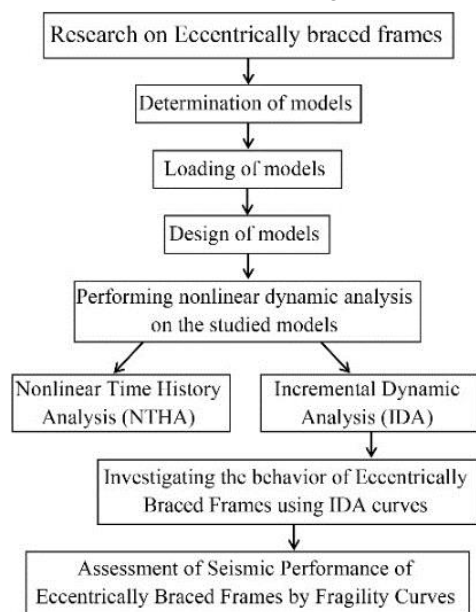 Research on Eccentrically braced frames
Determination of models
Loading of models
Design of models
Performing nonlinear dynamic analysis
on the studied models
Nonlinear Time History
Analysis (NTHA)
Incremental Dynamic
Analysis (IDA)
Investigating the behavior of Eccentrically
Braced Frames using IDA curves
Assessment of Seismic Performance of
Eccentrically Braced Frames by Fragility Curves